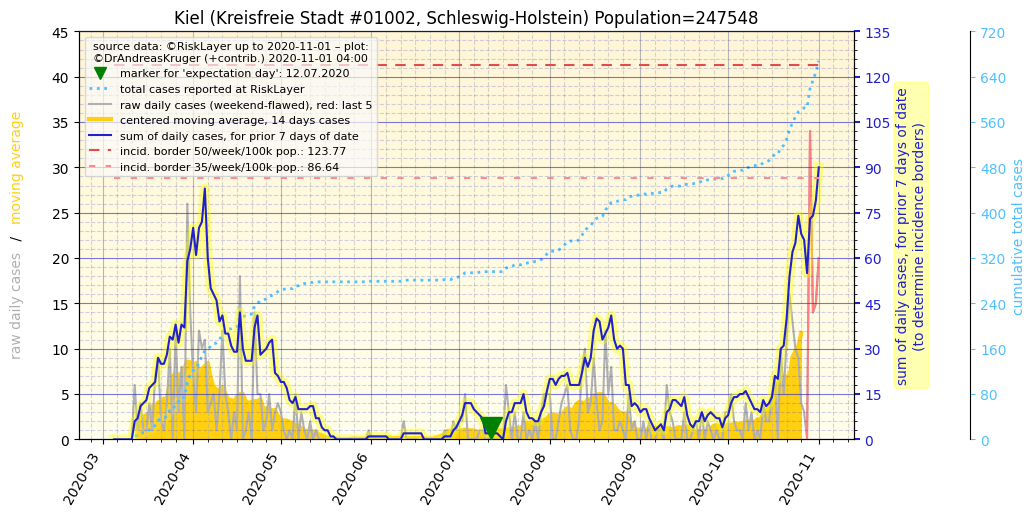 Kiel (Kreisfreie Stadt #01002, Schleswig-Holstein) Population=247548
source data: ©RiskLayer up to 2020-11-01 – plot:
©DrAndreasKruger (+contrib.) 2020-11-01 04:00
marker for 'expectation day': 12.07.2020
total cases reported at RiskLayer
raw daily cases (weekend-flawed), red: last 5
centered moving average, 14 days cases
sum of daily cases, for prior 7 days of date
incid. border 50/week/100k pop.: 123.77
incid. border 35/week/100k pop.: 86.64
raw daily cases / moving average
45
40
35
30
25
20
15
10
5
0
2020-03
2020-04
2020-05
2020-06
2020-07
2020-08
2020-09
2020-10
2020-11
135
120
105
90
75
60
45
30
15
0
sum of daily cases, for prior 7 days of date
(to determine incidence borders)
720
640
560
480
400
320
240
160
80
0
cumulative total cases